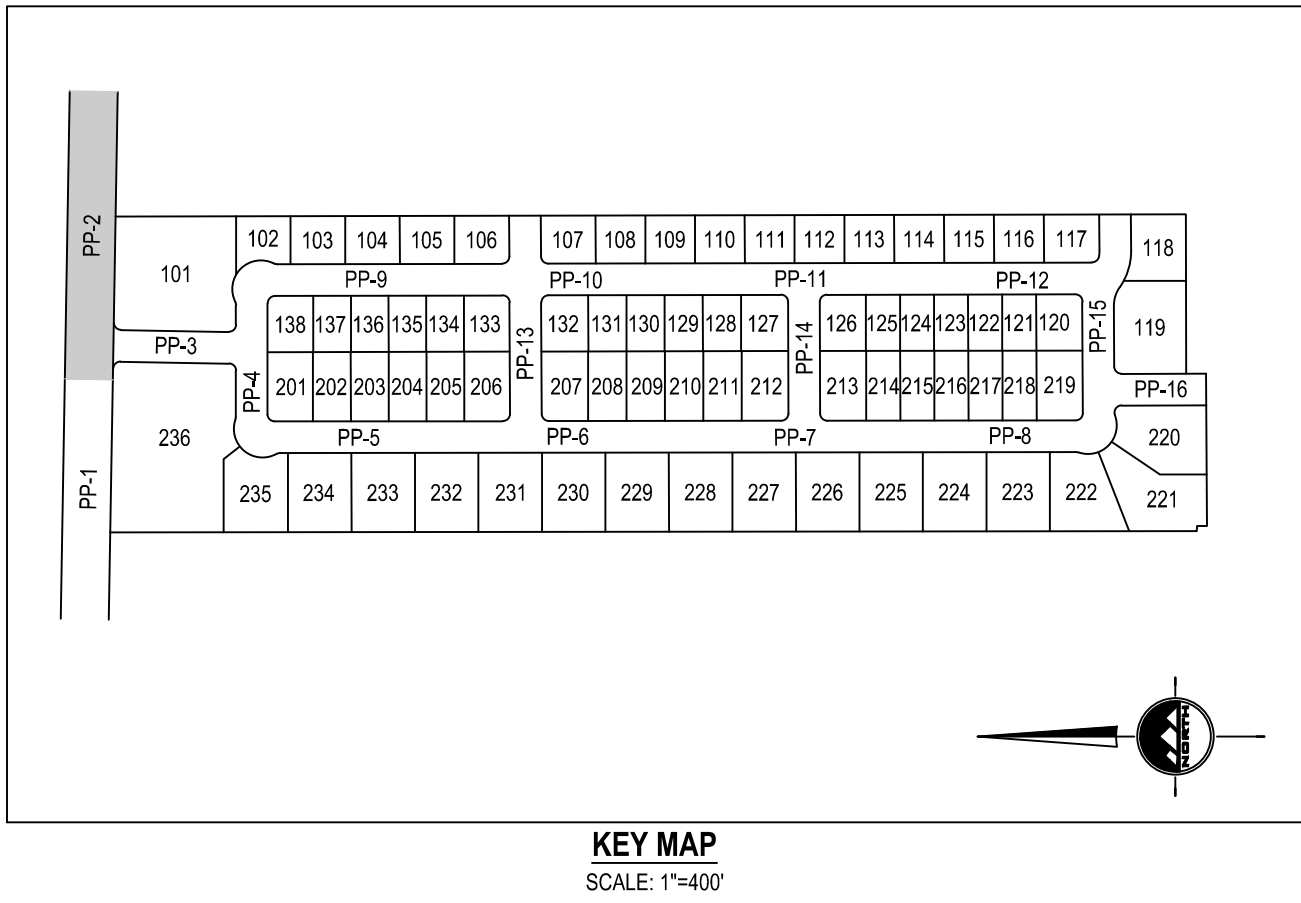 PP-2
102 103 104 105 106 107 108 109 110 111 112 113 114 115 116 117
118
101
PP-9 PP-10 PP-11 PP-12
138 137 136 135 134 133 132 131 130 129 128 127 126 125 124 123 122 121 120
119
PP-3
PP-13
PP-14
PP-15
PP-4
201 202 203 204 205 206 207 208 209 210 211 212 213 214 215 216 217 218 219
PP-16
236
PP-5 PP-6 PP-7 PP-8
220
PP-1
235 234 233 232 231 230 229 228 227 226 225 224 223 222
221
NORTH
KEY MAP
SCALE: 1"=400'